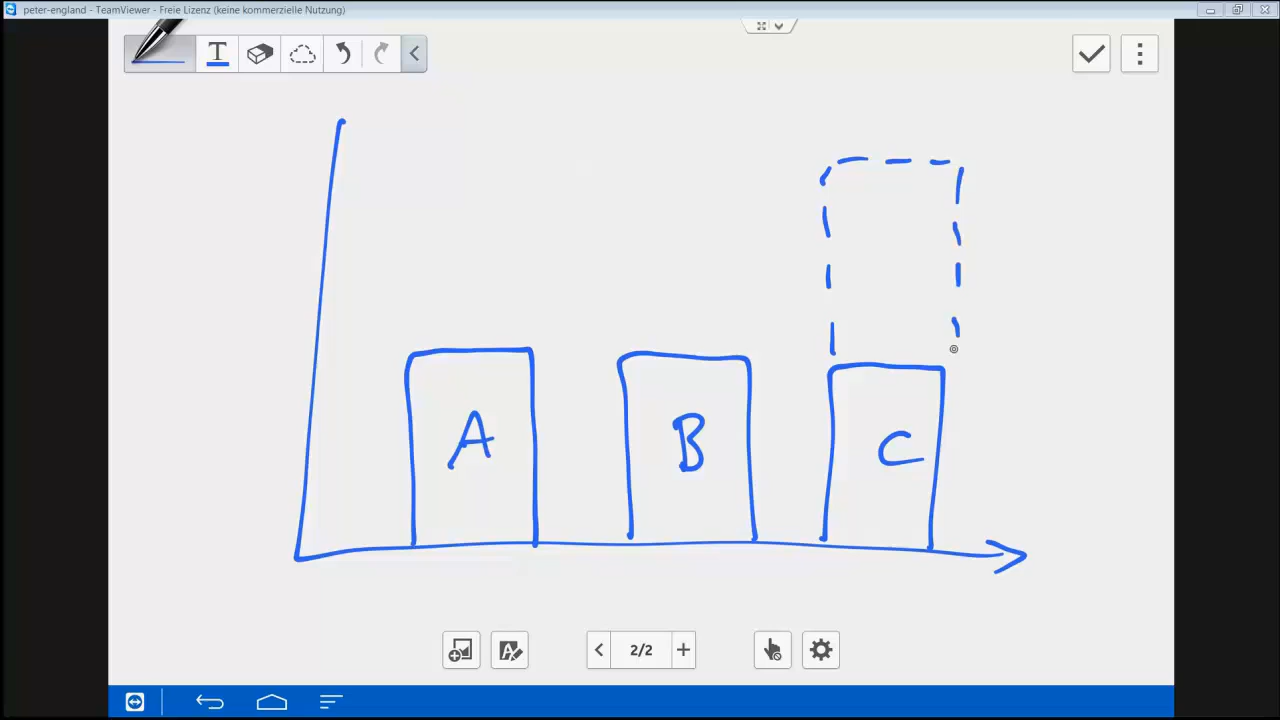 peter-england - TeamViewer - Freie Lizenz (keine kommerzielle Nutzung)
T
A
B
C
A
2/2